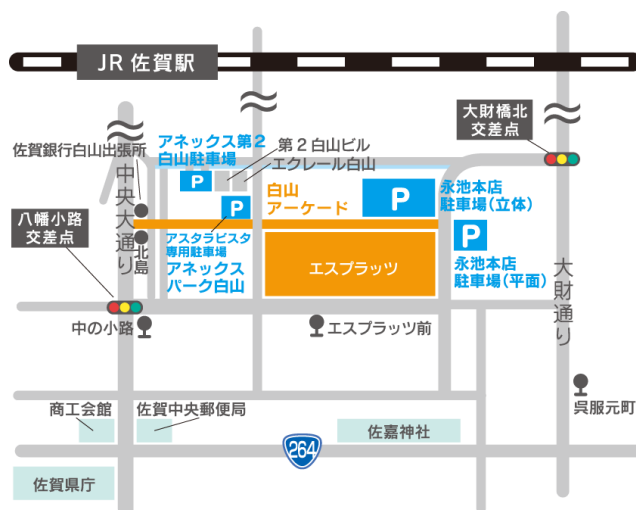 JR 佐賀駅
大財橋北
交差点
アネックス第2
白山駐車場
第2白山ビル
エクレール白山
佐賀銀行白山出張所
P
白山
アーケード
P
永池本店
駐車場(立体)
中央大通り
P
八幡小路
交差点
北島
アスタラビスタ
専用駐車場
アネックス
パーク白山
エスプラッツ
P
永池本店
駐車場(平面)
大財通り
中の小路
エスプラッツ前
呉服元町
商工会館
佐賀中央郵便局
佐嘉神社
264
佐賀県庁